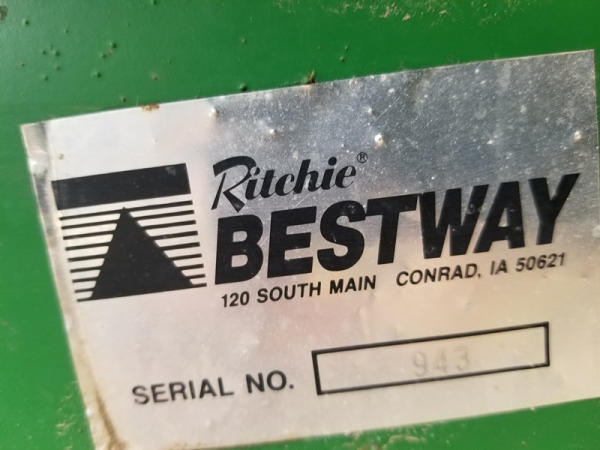 Ritchie®
BESTWAY
120 SOUTH MAIN CONRAD, IA 50621
SERIAL NO. 943